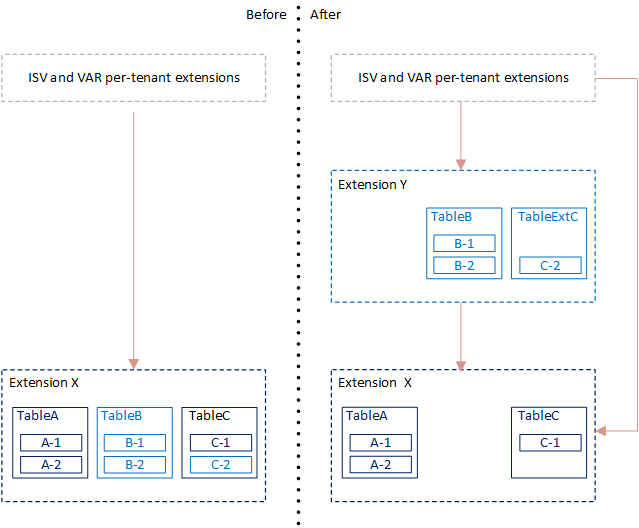 Before
After
ISV and VAR per-tenant extensions
ISV and VAR per-tenant extensions
Extension Y
TableB
TableExtC
B-1
B-2
C-2
Extension X
TableA
TableB
TableC
A-1
B-1
C-1
A-2
B-2
C-2
Extension X
TableA
TableC
A-1
C-1
A-2